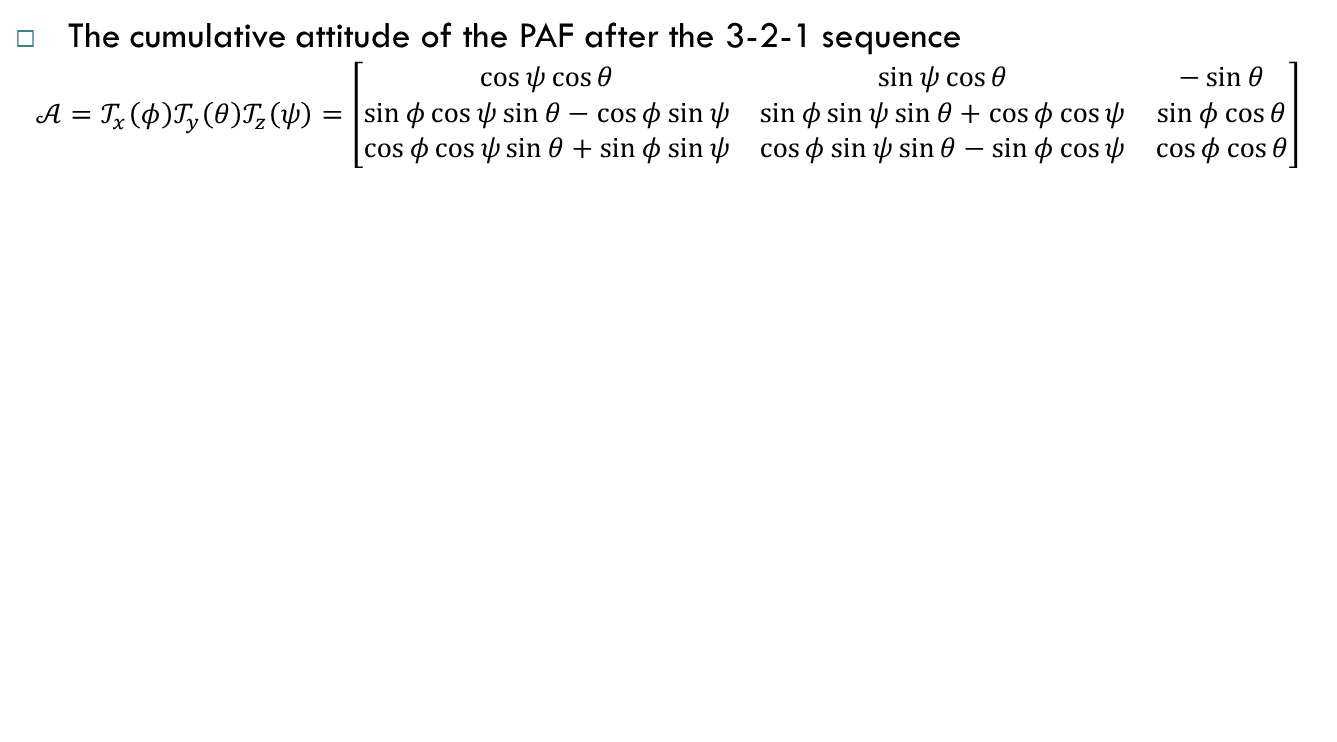 □ The cumulative attitude of the PAF after the 3-2-1 sequence
cos ψ cos θ sin ψ cos θ − sin θ
𝒜 = 𝒯x(ϕ)𝒯y(θ)𝒯z(ψ) = [sin ϕ cos ψ sin θ − cos ϕ sin ψ sin ϕ sin ψ sin θ + cos ϕ cos ψ sin ϕ cos θ]
cos ϕ cos ψ sin θ + sin ϕ sin ψ cos ϕ sin ψ sin θ − sin ϕ cos ψ cos ϕ cos θ